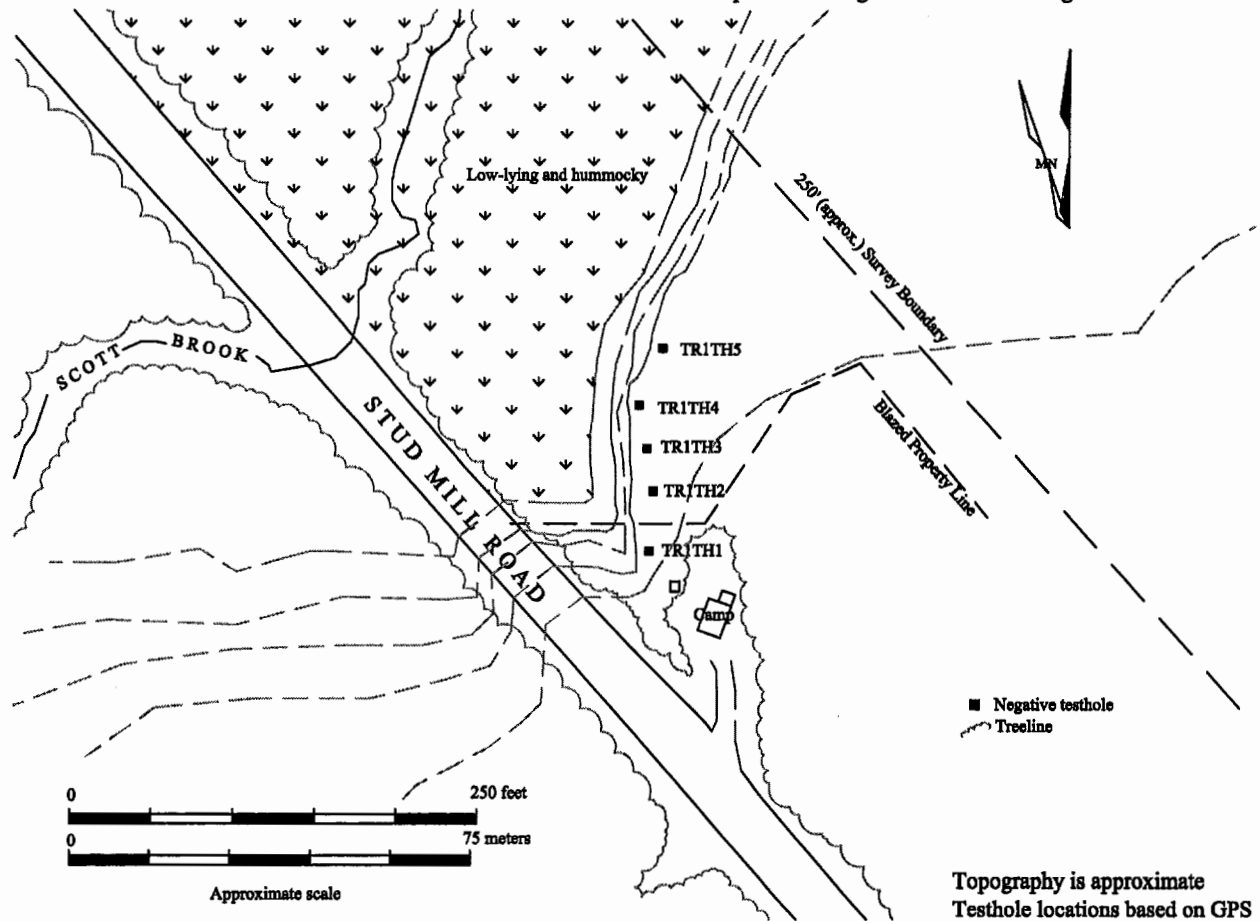 MN
Low-lying and hummocky
250' (approx.) Survey Boundary
SCOTT BROOK
STUD MILL ROAD
TR1TH5
TR1TH4
TR1TH3
TR1TH2
TR1TH1
Blazed Property Line
Camp
Negative testhole
Treeline
0 250 feet
0 75 meters
Approximate scale
Topography is approximate
Testhole locations based on GPS